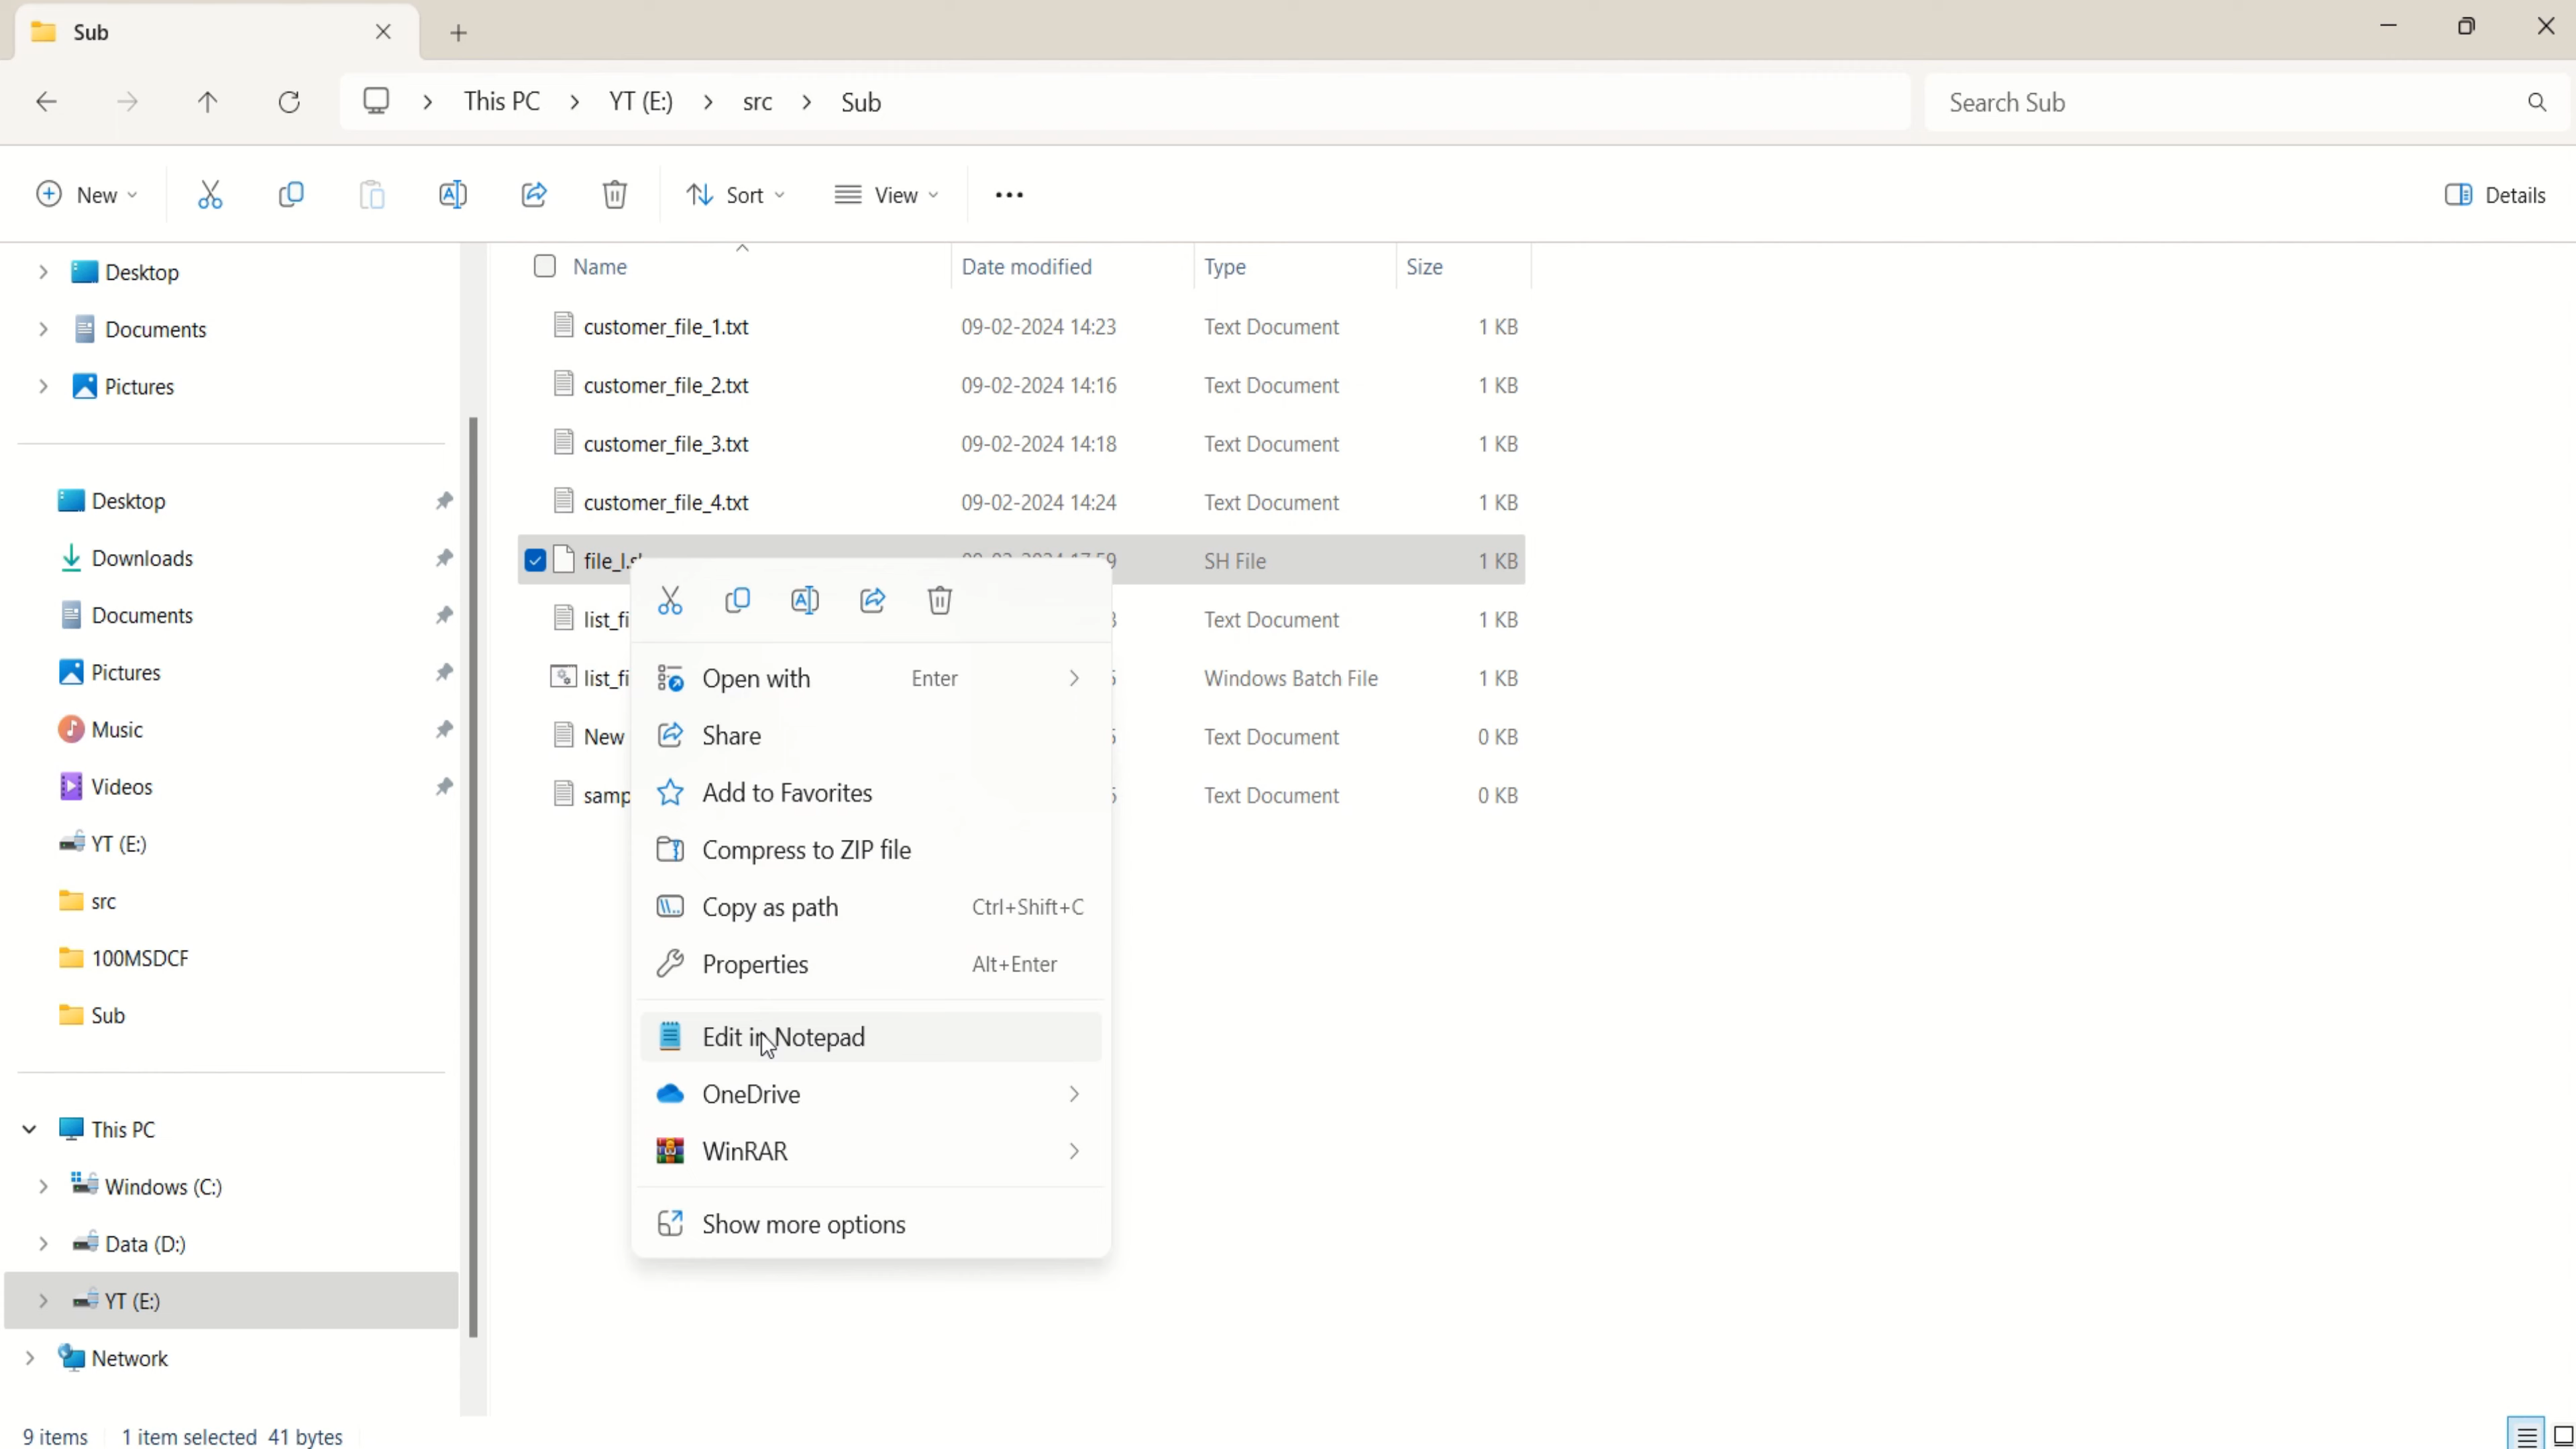 Sub
This PC > YT (E:) > src > Sub
Search Sub
New
Sort
View
Details
Desktop
Documents
Pictures
Desktop
Downloads
Documents
Pictures
Music
Videos
YT (E:)
src
100MSDCF
Sub
This PC
Windows (C:)
Data (D:)
YT (E:)
Network
Name Date modified Type Size
customer_file_1.txt 09-02-2024 14:23 Text Document 1 KB
customer_file_2.txt 09-02-2024 14:16 Text Document 1 KB
customer_file_3.txt 09-02-2024 14:18 Text Document 1 KB
customer_file_4.txt 09-02-2024 14:24 Text Document 1 KB
SH File 1 KB
list_fi Text Document 1 KB
list_fi Windows Batch File 1 KB
New Text Document 0 KB
samp Text Document 0 KB
Open with Enter
Share
Add to Favorites
Compress to ZIP file
Copy as path Ctrl+Shift+C
Properties Alt+Enter
Edit in Notepad
OneDrive
WinRAR
Show more options
9 items 1 item selected 41 bytes